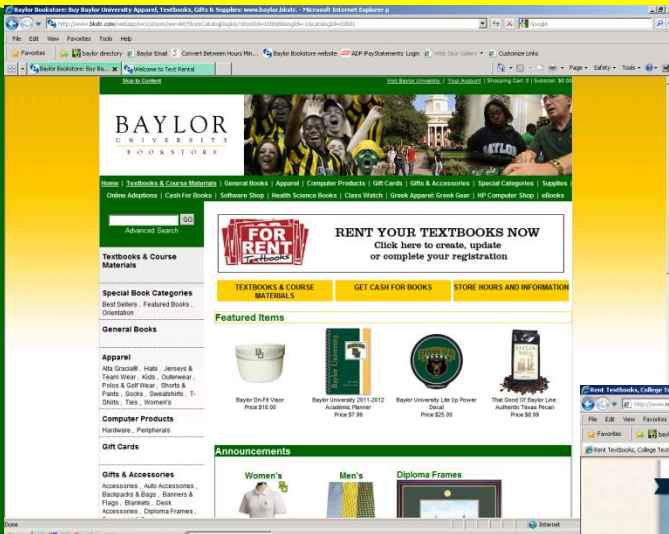 Baylor Bookstore: Buy Baylor University Apparel, Textbooks, Gifts & Supplies: www.baylor.bkstr. - Microsoft Internet Explorer p
Google
File Edit View Favorites Tools Help
Favorites baylor directory Baylor Email Convert Between Hours Min... Baylor Bookstore website ADP iPayStatements Login Web Slice Gallery Customize Links
Baylor Bookstore: Buy Ba... Welcome to Text Rental Page Safety Tools
Skip to Content Visit Baylor University | Your Account | Shopping Cart: 0 | Subtotal: $0.00
BAYLOR
UNIVERSITY
BOOKSTORE
Home | Textbooks & Course Materials | General Books | Apparel | Computer Products | Gift Cards | Gifts & Accessories | Special Categories | Supplies |
Online Adoptions | Cash For Books | Software Shop | Health Science Books | Class Watch | Greek Apparel: Greek Gear | HP Computer Shop | eBooks
GO
Advanced Search
FOR
RENT
Textbooks
RENT YOUR TEXTBOOKS NOW
Click here to create, update
or complete your registration
TEXTBOOKS & COURSE
MATERIALS
GET CASH FOR BOOKS
STORE HOURS AND INFORMATION
Textbooks & Course
Materials
Special Book Categories
Best Sellers , Featured Books ,
Orientation
General Books
Apparel
Alta Gracia® , Hats , Jerseys &
Team Wear , Kids , Outerwear ,
Polos & Golf Wear , Shorts &
Pants , Socks , Sweatshirts , T-
Shirts , Ties , Women's
Computer Products
Hardware , Peripherals
Gift Cards
Gifts & Accessories
Accessories , Auto Accessories ,
Backpacks & Bags , Banners &
Flags , Blankets , Desk
Accessories , Diploma Frames ,
Featured Items
Baylor Dri-Fit Visor
Price:$18.00
Baylor University 2011-2012
Academic Planner
Price:$7.99
Baylor University Lite Up Power
Decal
Price:$25.00
That Good Ol' Baylor Line:
Authentic Texas Pecan
Price:$8.99
Announcements
Women's
Men's
Diploma Frames
Done
Internet
Rent Textbooks, College Te
File Edit View Favorites
Favorites
Rent Textbooks, College Text